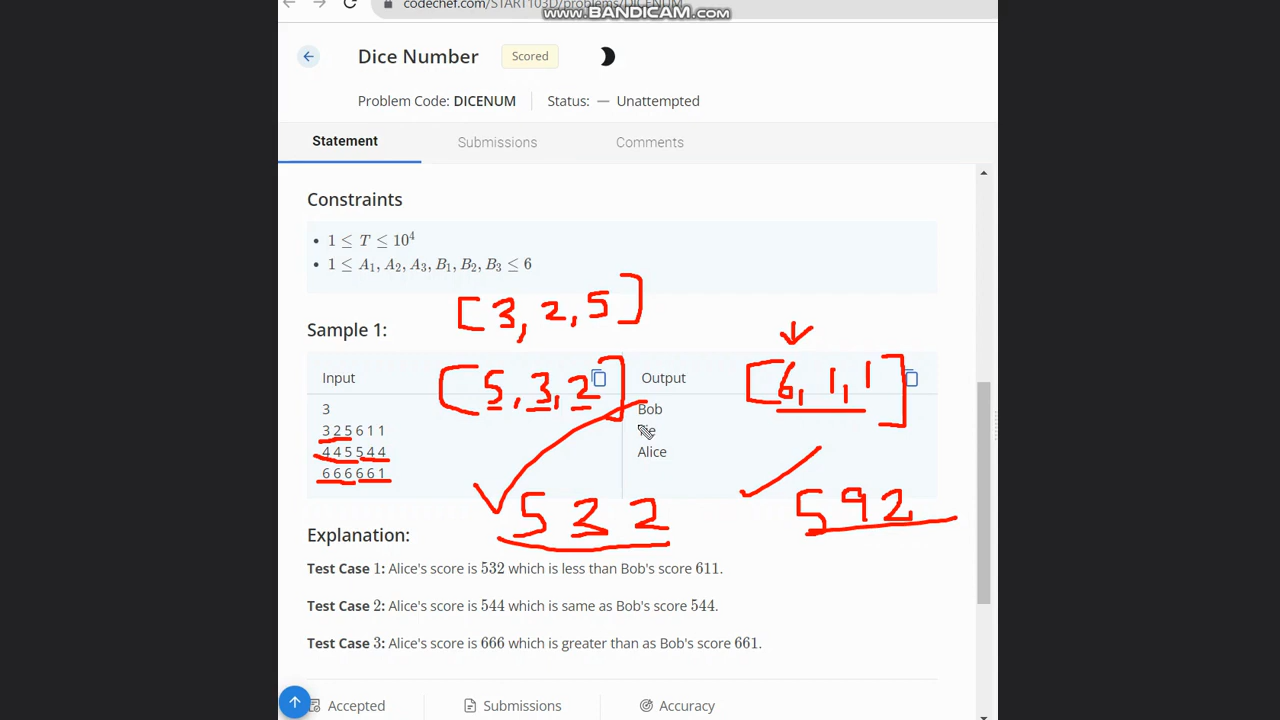 codechef.com/START103D/problems/DICENUM
www.BANDICAM.com
Dice Number Scored
Problem Code: DICENUM Status: — Unattempted
Statement Submissions Comments
Constraints
• 1 ≤ T ≤ 10⁴
• 1 ≤ A₁, A₂, A₃, B₁, B₂, B₃ ≤ 6
[3, 2, 5]
Sample 1:
[5, 3, 2] [6, 1, 1]
Input Output
3 Bob
3 2 5 6 1 1
4 4 5 5 4 4 Alice
6 6 6 6 6 1
5 3 2 5 9 2
Explanation:
Test Case 1: Alice's score is 532 which is less than Bob's score 611.
Test Case 2: Alice's score is 544 which is same as Bob's score 544.
Test Case 3: Alice's score is 666 which is greater than as Bob's score 661.
Accepted Submissions Accuracy